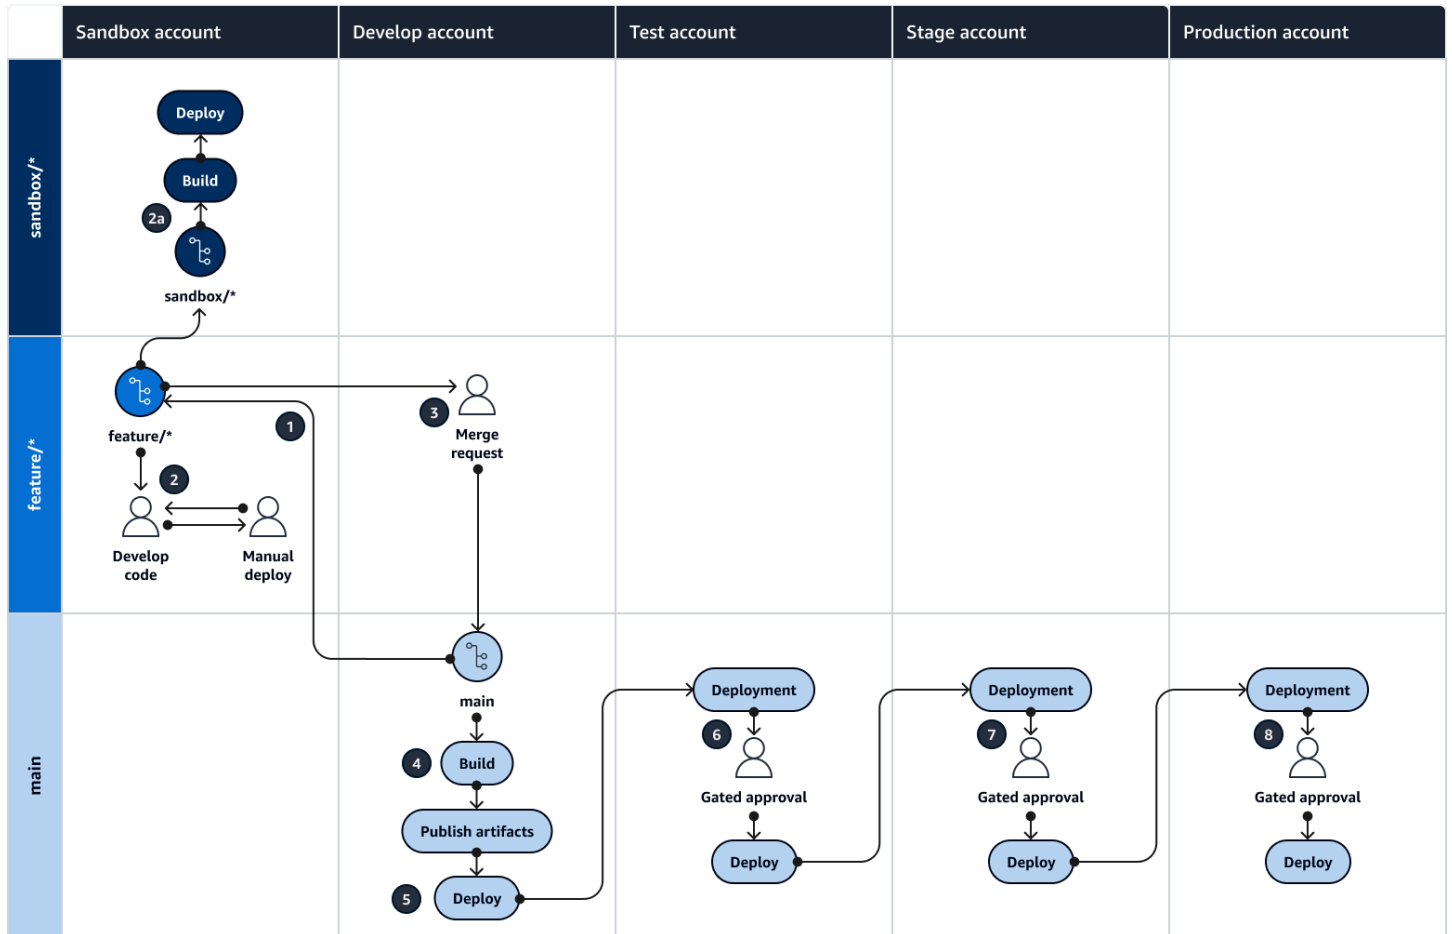 Sandbox account
Develop account
Test account
Stage account
Production account
sandbox/*
Deploy
Build
2a
sandbox/*
feature/*
feature/*
1
3
Merge
request
2
Develop
code
Manual
deploy
main
main
4
Build
Publish artifacts
5
Deploy
Deployment
6
Gated approval
Deploy
Deployment
7
Gated approval
Deploy
Deployment
8
Gated approval
Deploy